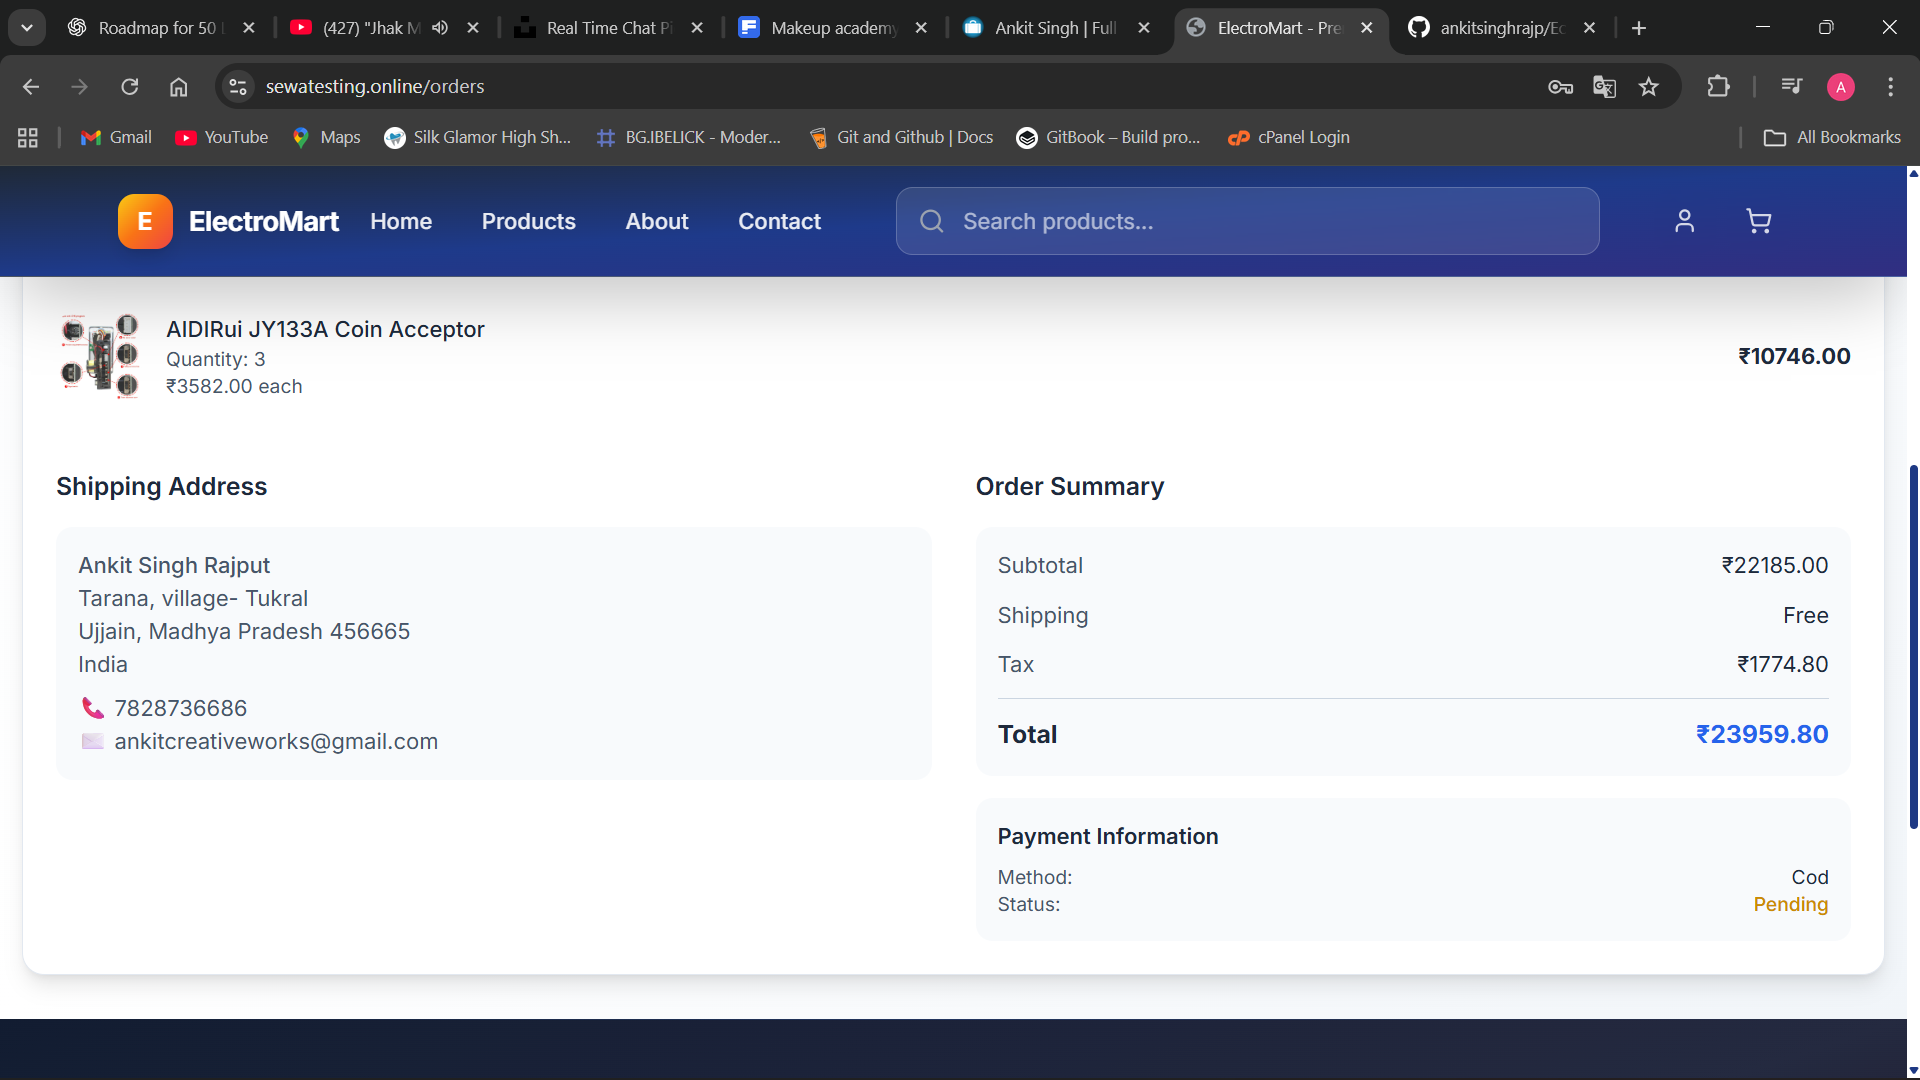 Roadmap for 50
(427) "Jhak M
Real Time Chat Pi
Makeup academy
Ankit Singh | Full
ElectroMart - Pre
ankitsinghrajp/Ec
sewatesting.online/orders
A
Gmail
YouTube
Maps
Silk Glamor High Sh...
BG.IBELICK - Moder...
Git and Github | Docs
GitBook – Build pro...
cPanel Login
All Bookmarks
E
ElectroMart
Home
Products
About
Contact
Search products...
AIDIRui JY133A Coin Acceptor
Quantity: 3
₹3582.00 each
₹10746.00
Shipping Address
Ankit Singh Rajput
Tarana, village- Tukral
Ujjain, Madhya Pradesh 456665
India
7828736686
ankitcreativeworks@gmail.com
Order Summary
Subtotal ₹22185.00
Shipping Free
Tax ₹1774.80
Total ₹23959.80
Payment Information
Method: Cod
Status: Pending